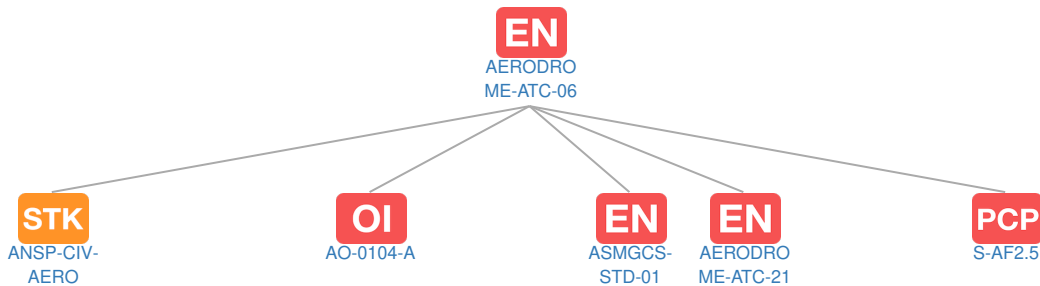 EN
AERODRO
ME-ATC-06
STK
ANSP-CIV-
AERO
OI
AO-0104-A
EN
ASMGCS-
STD-01
EN
AERODRO
ME-ATC-21
PCP
S-AF2.5